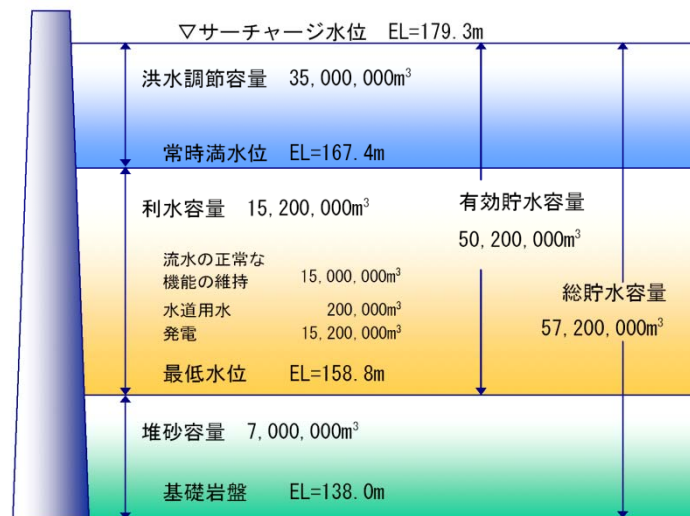 ▽サーチャージ水位 EL=179.3m
洪水調節容量 35,000,000m³
常時満水位 EL=167.4m
利水容量 15,200,000m³
流水の正常な
機能の維持 15,000,000m³
水道用水 200,000m³
発電 15,200,000m³
最低水位 EL=158.8m
有効貯水容量
50,200,000m³
総貯水容量
57,200,000m³
堆砂容量 7,000,000m³
基礎岩盤 EL=138.0m